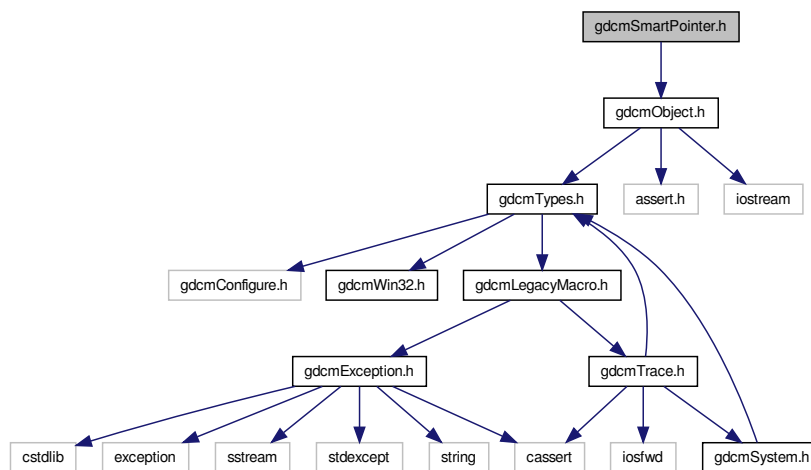 gdcmSmartPointer.h
gdcmObject.h
gdcmTypes.h
assert.h
iostream
gdcmConfigure.h
gdcmWin32.h
gdcmLegacyMacro.h
gdcmException.h
gdcmTrace.h
cstdlib
exception
sstream
stdexcept
string
cassert
iosfwd
gdcmSystem.h